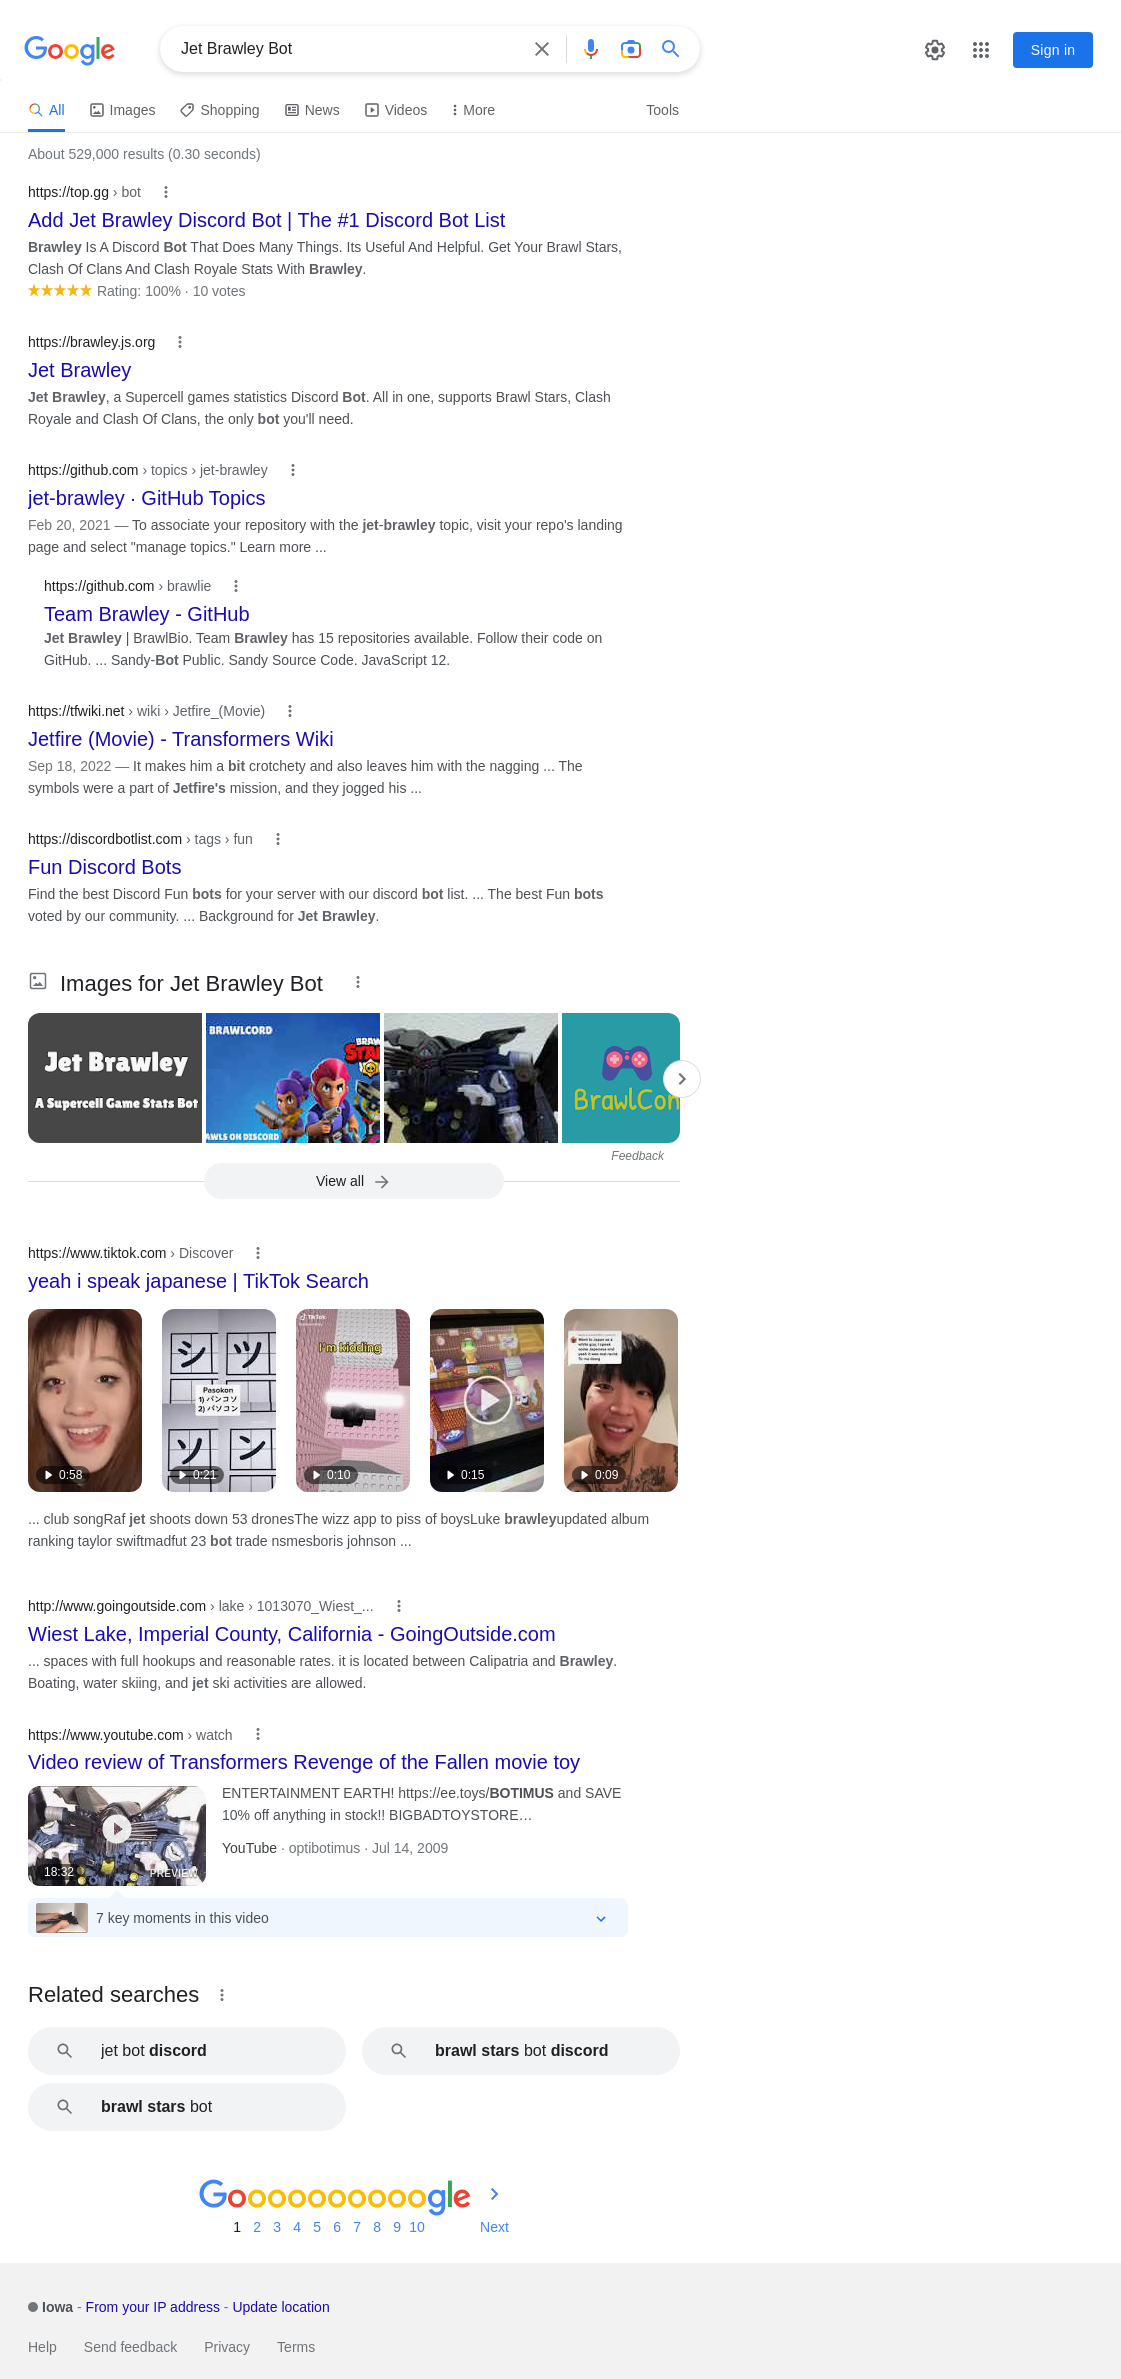 Google
Jet Brawley Bot
Sign in
All
Images
Shopping
News
Videos
More
Tools
About 529,000 results (0.30 seconds)
https://top.gg › bot
Add Jet Brawley Discord Bot | The #1 Discord Bot List
Brawley Is A Discord Bot That Does Many Things. Its Useful And Helpful. Get Your Brawl Stars,
Clash Of Clans And Clash Royale Stats With Brawley.
Rating: 100% · 10 votes
https://brawley.js.org
Jet Brawley
Jet Brawley, a Supercell games statistics Discord Bot. All in one, supports Brawl Stars, Clash
Royale and Clash Of Clans, the only bot you'll need.
https://github.com › topics › jet-brawley
jet-brawley · GitHub Topics
Feb 20, 2021 — To associate your repository with the jet-brawley topic, visit your repo's landing
page and select "manage topics." Learn more ...
https://github.com › brawlie
Team Brawley - GitHub
Jet Brawley | BrawlBio. Team Brawley has 15 repositories available. Follow their code on
GitHub. ... Sandy-Bot Public. Sandy Source Code. JavaScript 12.
https://tfwiki.net › wiki › Jetfire_(Movie)
Jetfire (Movie) - Transformers Wiki
Sep 18, 2022 — It makes him a bit crotchety and also leaves him with the nagging ... The
symbols were a part of Jetfire's mission, and they jogged his ...
https://discordbotlist.com › tags › fun
Fun Discord Bots
Find the best Discord Fun bots for your server with our discord bot list. ... The best Fun bots
voted by our community. ... Background for Jet Brawley.
Images for Jet Brawley Bot
Jet Brawley
A Supercell Game Stats Bot
BRAWLCORD
BRAW
STA
AWLS ON DISCORD
BrawlCon
Feedback
View all
https://www.tiktok.com › Discover
yeah i speak japanese | TikTok Search
0:58
シ ツ
Pasokon
1) パンコソ
2) パソコン
ソ ン
0:21
TikTok
I'm kidding
0:10
0:15
0:09
... club songRaf jet shoots down 53 dronesThe wizz app to piss of boysLuke brawleyupdated album
ranking taylor swiftmadfut 23 bot trade nsmesboris johnson ...
http://www.goingoutside.com › lake › 1013070_Wiest_...
Wiest Lake, Imperial County, California - GoingOutside.com
... spaces with full hookups and reasonable rates. it is located between Calipatria and Brawley.
Boating, water skiing, and jet ski activities are allowed.
https://www.youtube.com › watch
Video review of Transformers Revenge of the Fallen movie toy
ENTERTAINMENT EARTH! https://ee.toys/BOTIMUS and SAVE
10% off anything in stock!! BIGBADTOYSTORE…
YouTube · optibotimus · Jul 14, 2009
18:32
PREVIEW
7 key moments in this video
Related searches
jet bot discord
brawl stars bot discord
brawl stars bot
Goooooooooogle
1 2 3 4 5 6 7 8 9 10 Next
Iowa - From your IP address - Update location
Help Send feedback Privacy Terms